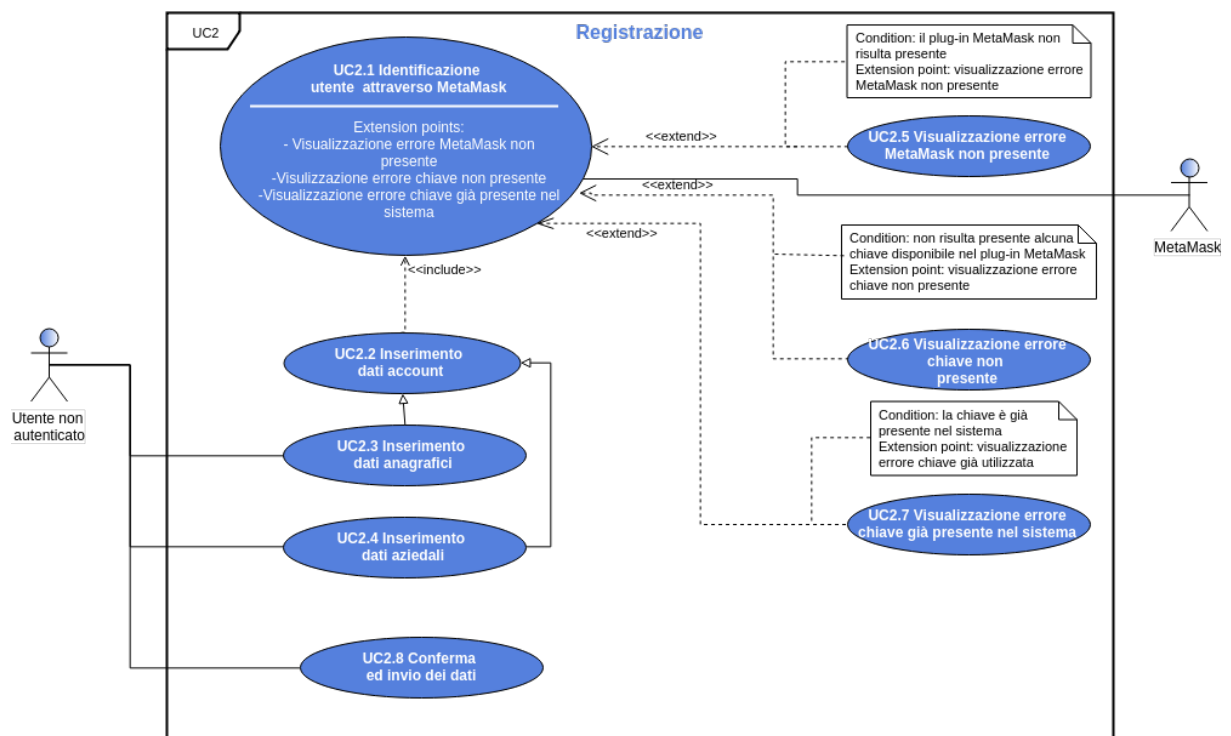 UC2
Registrazione
UC2.1 Identificazione
utente attraverso MetaMask
Extension points:
- Visualizzazione errore MetaMask non
presente
-Visulizzazione errore chiave non presente
-Visualizzazione errore chiave già presente nel
sistema
Condition: il plug-in MetaMask non
risulta presente
Extension point: visualizzazione errore
MetaMask non presente
<<extend>>
UC2.5 Visualizzazione errore
MetaMask non presente
<<extend>>
MetaMask
<<extend>>
Condition: non risulta presente alcuna
chiave disponibile nel plug-in MetaMask
Extension point: visualizzazione errore
chiave non presente
<<include>>
UC2.2 Inserimento
dati account
UC2.6 Visualizzazione errore
chiave non
presente
Utente non
autenticato
UC2.3 Inserimento
dati anagrafici
Condition: la chiave è già
presente nel sistema
Extension point: visualizzazione
errore chiave già utilizzata
UC2.4 Inserimento
dati aziedali
UC2.7 Visualizzazione errore
chiave già presente nel sistema
UC2.8 Conferma
ed invio dei dati